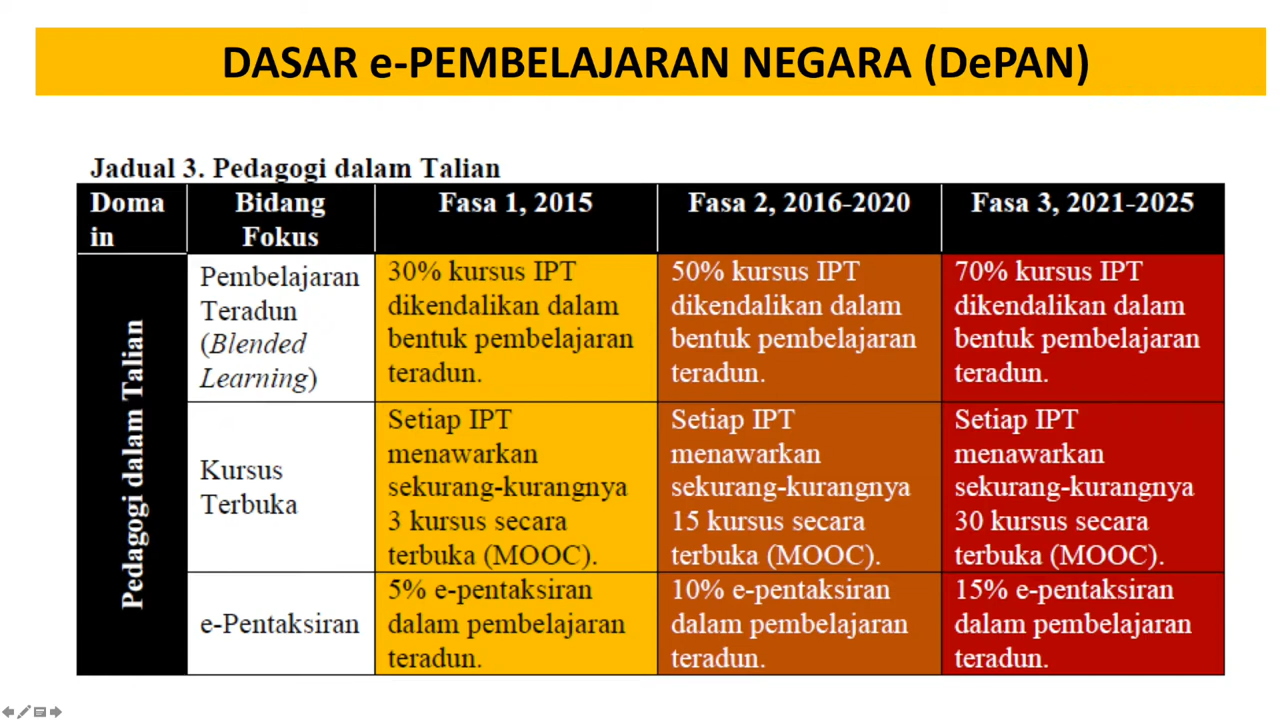 DASAR e-PEMBELAJARAN NEGARA (DePAN)
Jadual 3. Pedagogi dalam Talian
Doma
in
Bidang
Fokus
Fasa 1, 2015
Fasa 2, 2016-2020
Fasa 3, 2021-2025
Pedagogi dalam Talian
Pembelajaran
Teradun
(Blended
Learning)
30% kursus IPT
dikendalikan dalam
bentuk pembelajaran
teradun.
50% kursus IPT
dikendalikan dalam
bentuk pembelajaran
teradun.
70% kursus IPT
dikendalikan dalam
bentuk pembelajaran
teradun.
Kursus
Terbuka
Setiap IPT
menawarkan
sekurang-kurangnya
3 kursus secara
terbuka (MOOC).
Setiap IPT
menawarkan
sekurang-kurangnya
15 kursus secara
terbuka (MOOC).
Setiap IPT
menawarkan
sekurang-kurangnya
30 kursus secara
terbuka (MOOC).
e-Pentaksiran
5% e-pentaksiran
dalam pembelajaran
teradun.
10% e-pentaksiran
dalam pembelajaran
teradun.
15% e-pentaksiran
dalam pembelajaran
teradun.